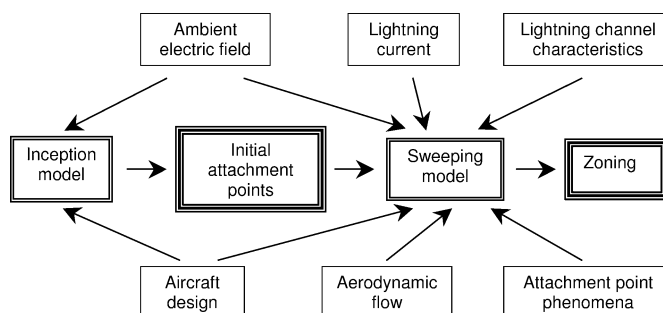 Ambient
electric field
Lightning
current
Lightning channel
characteristics
Inception
model
Initial
attachment
points
Sweeping
model
Zoning
Aircraft
design
Aerodynamic
flow
Attachment point
phenomena